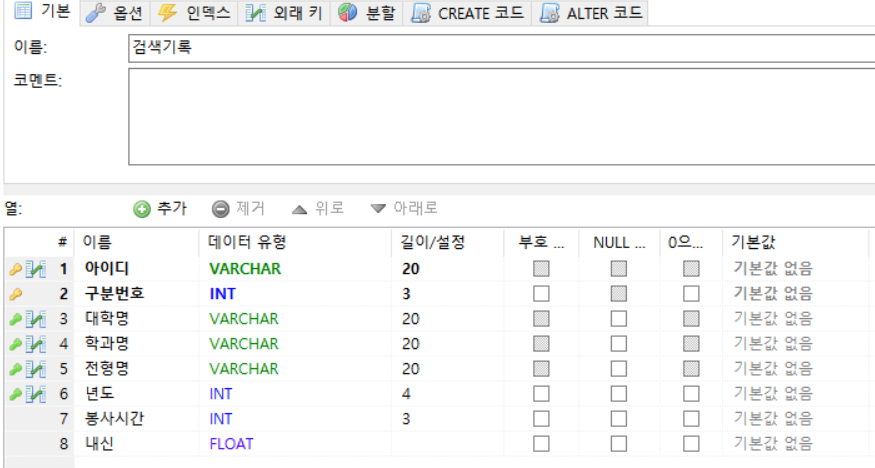 기본 옵션 인덱스 외래 키 분할 CREATE 코드 ALTER 코드
이름: 검색기록
코멘트:
열: 추가 제거 위로 아래로
# 이름 데이터 유형 길이/설정 부호 ... NULL ... 0으... 기본값
1 아이디 VARCHAR 20 기본값 없음
2 구분번호 INT 3 기본값 없음
3 대학명 VARCHAR 20 기본값 없음
4 학과명 VARCHAR 20 기본값 없음
5 전형명 VARCHAR 20 기본값 없음
6 년도 INT 4 기본값 없음
7 봉사시간 INT 3 기본값 없음
8 내신 FLOAT 기본값 없음